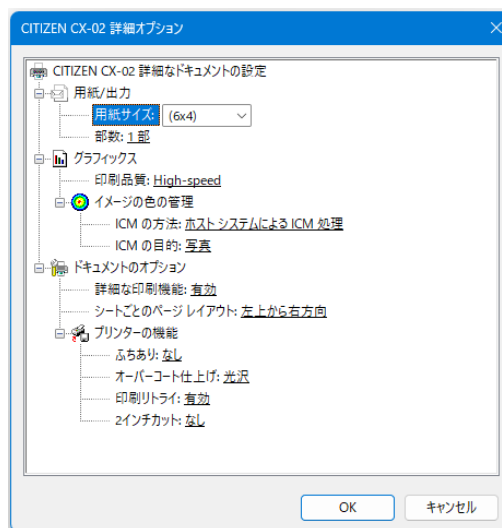 CITIZEN CX-02 詳細オプション
CITIZEN CX-02 詳細なドキュメントの設定
用紙/出力
用紙サイズ: (6x4)
部数: 1 部
グラフィックス
印刷品質: High-speed
イメージの色の管理
ICM の方法: ホスト システムによる ICM 処理
ICM の目的: 写真
ドキュメントのオプション
詳細な印刷機能: 有効
シートごとのページ レイアウト: 左上から右方向
プリンターの機能
ふちあり: なし
オーバーコート仕上げ: 光沢
印刷リトライ: 有効
2インチカット: なし
OK キャンセル